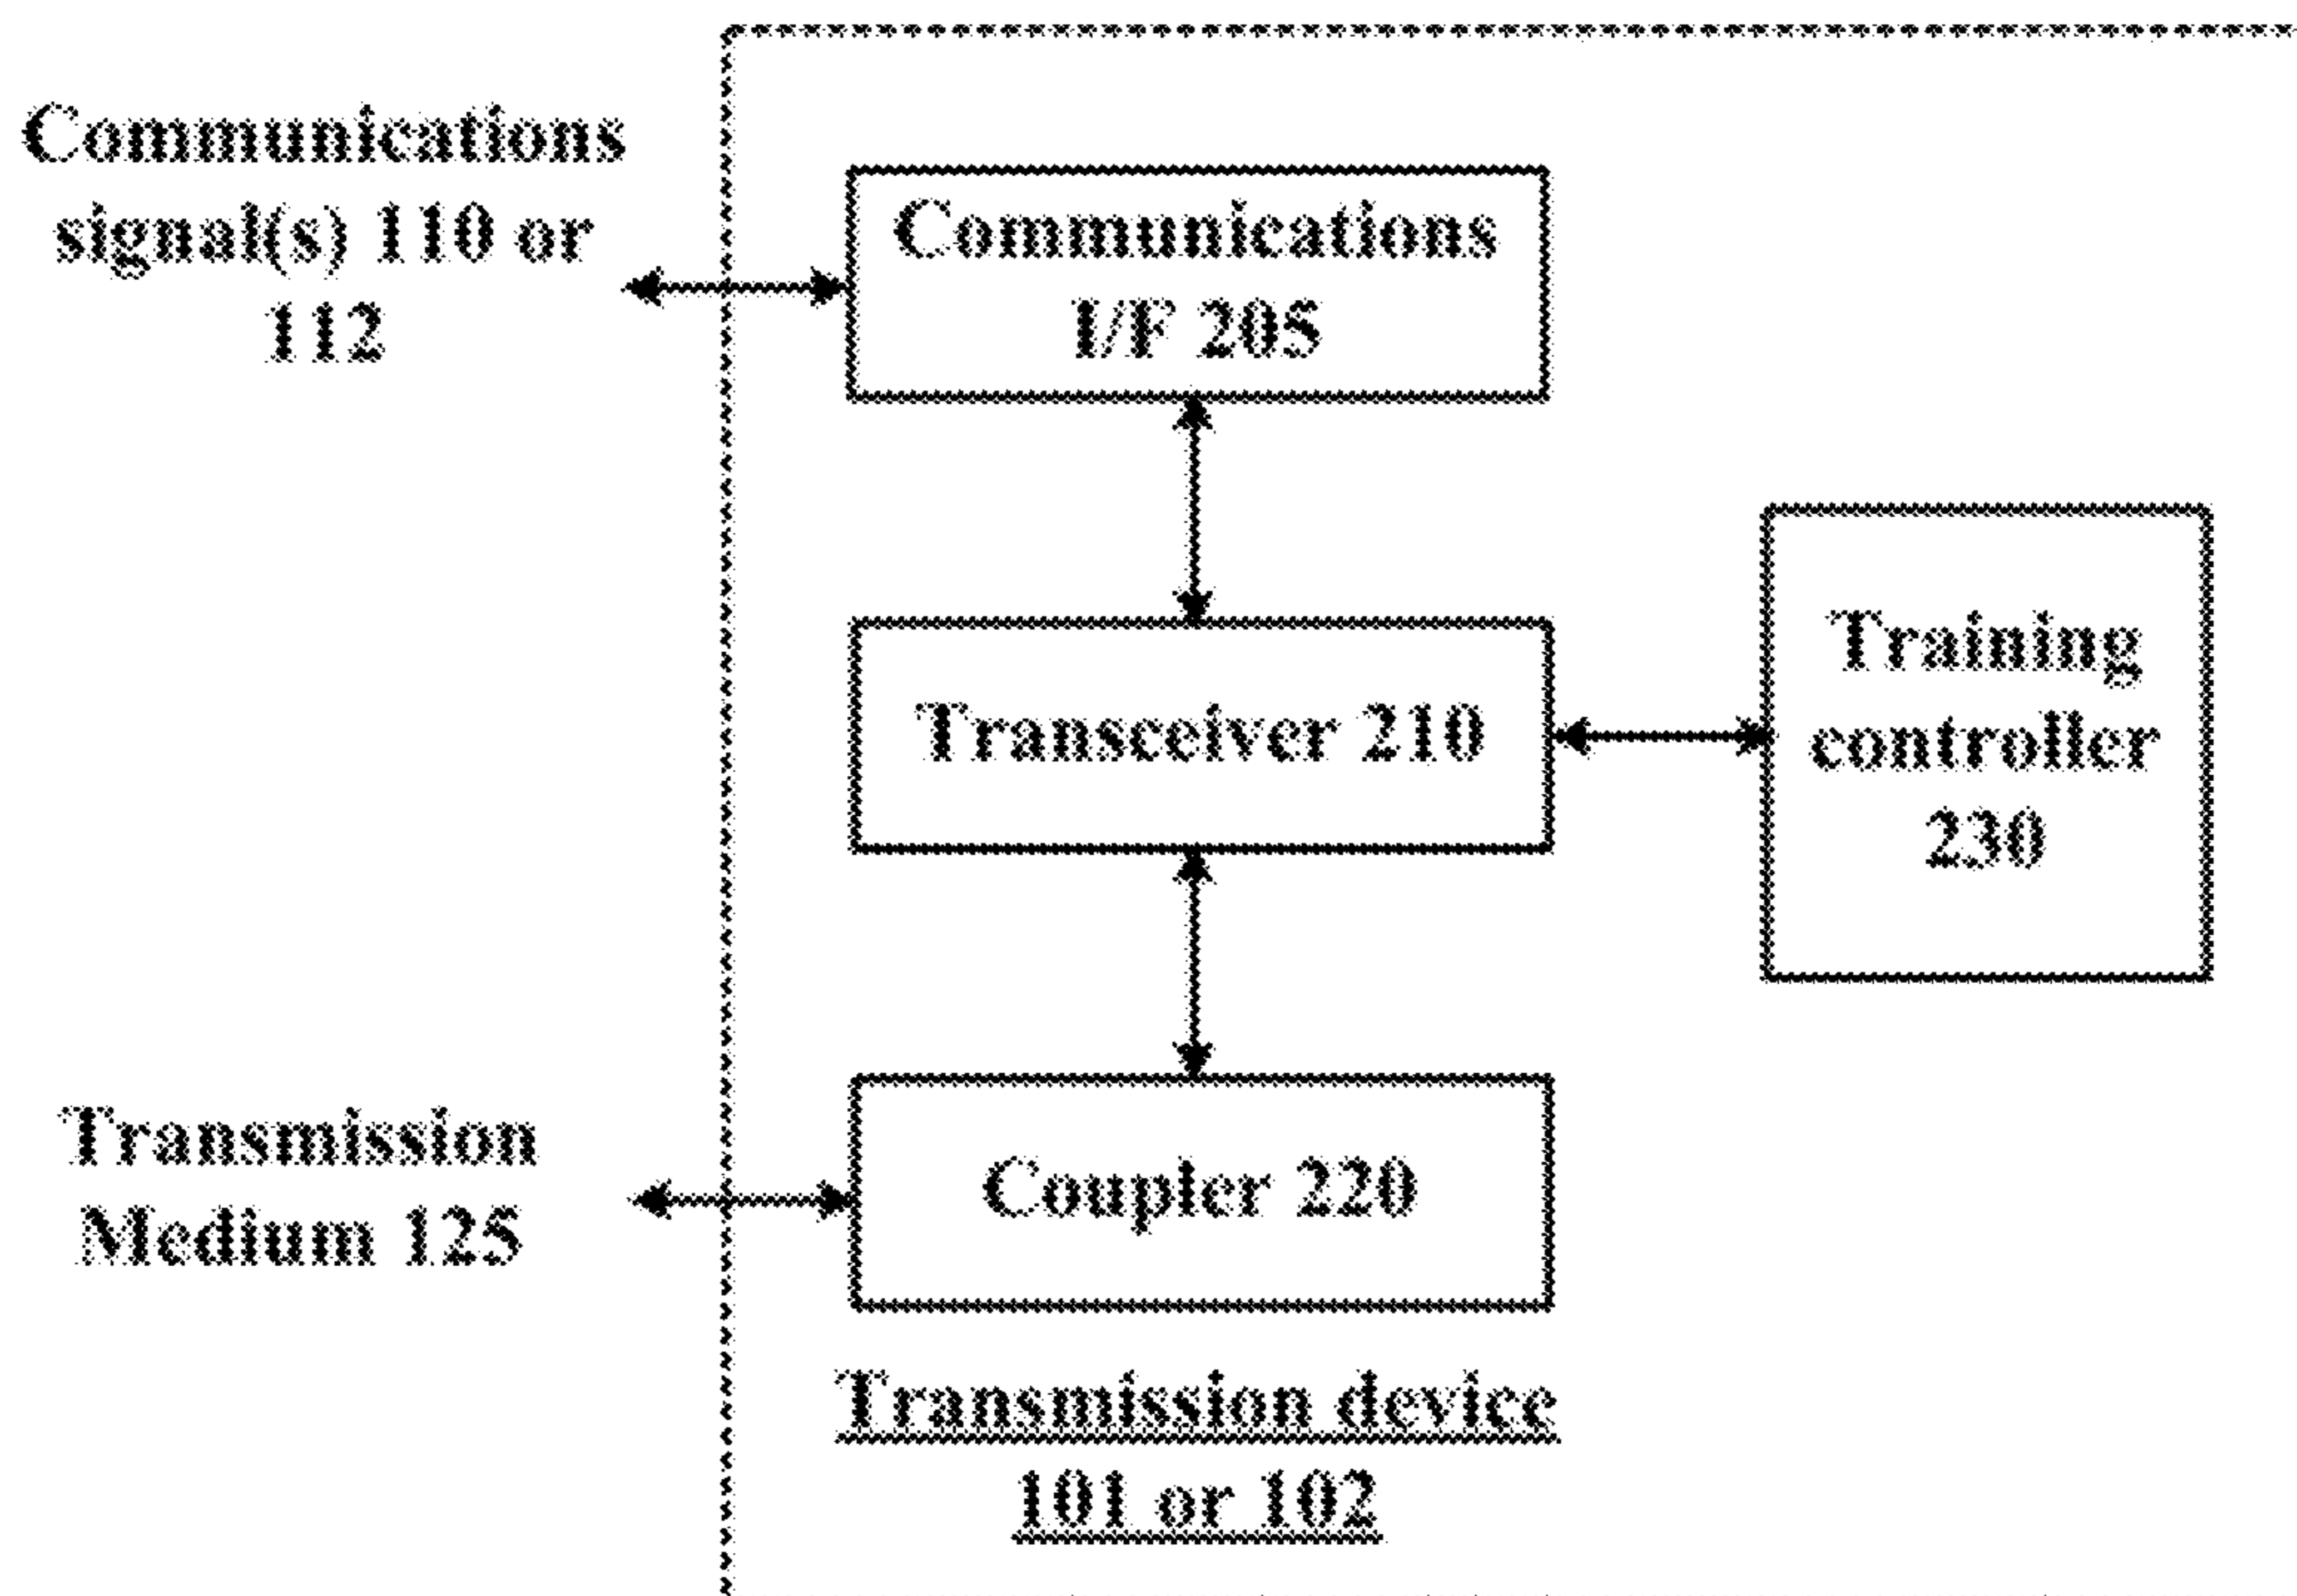 Communications
signal(s) 110 or
112
Communications
I/F 205
Transceiver 210
Training
controller
230
Transmission
Medium 125
Coupler 220
Transmission device
101 or 102